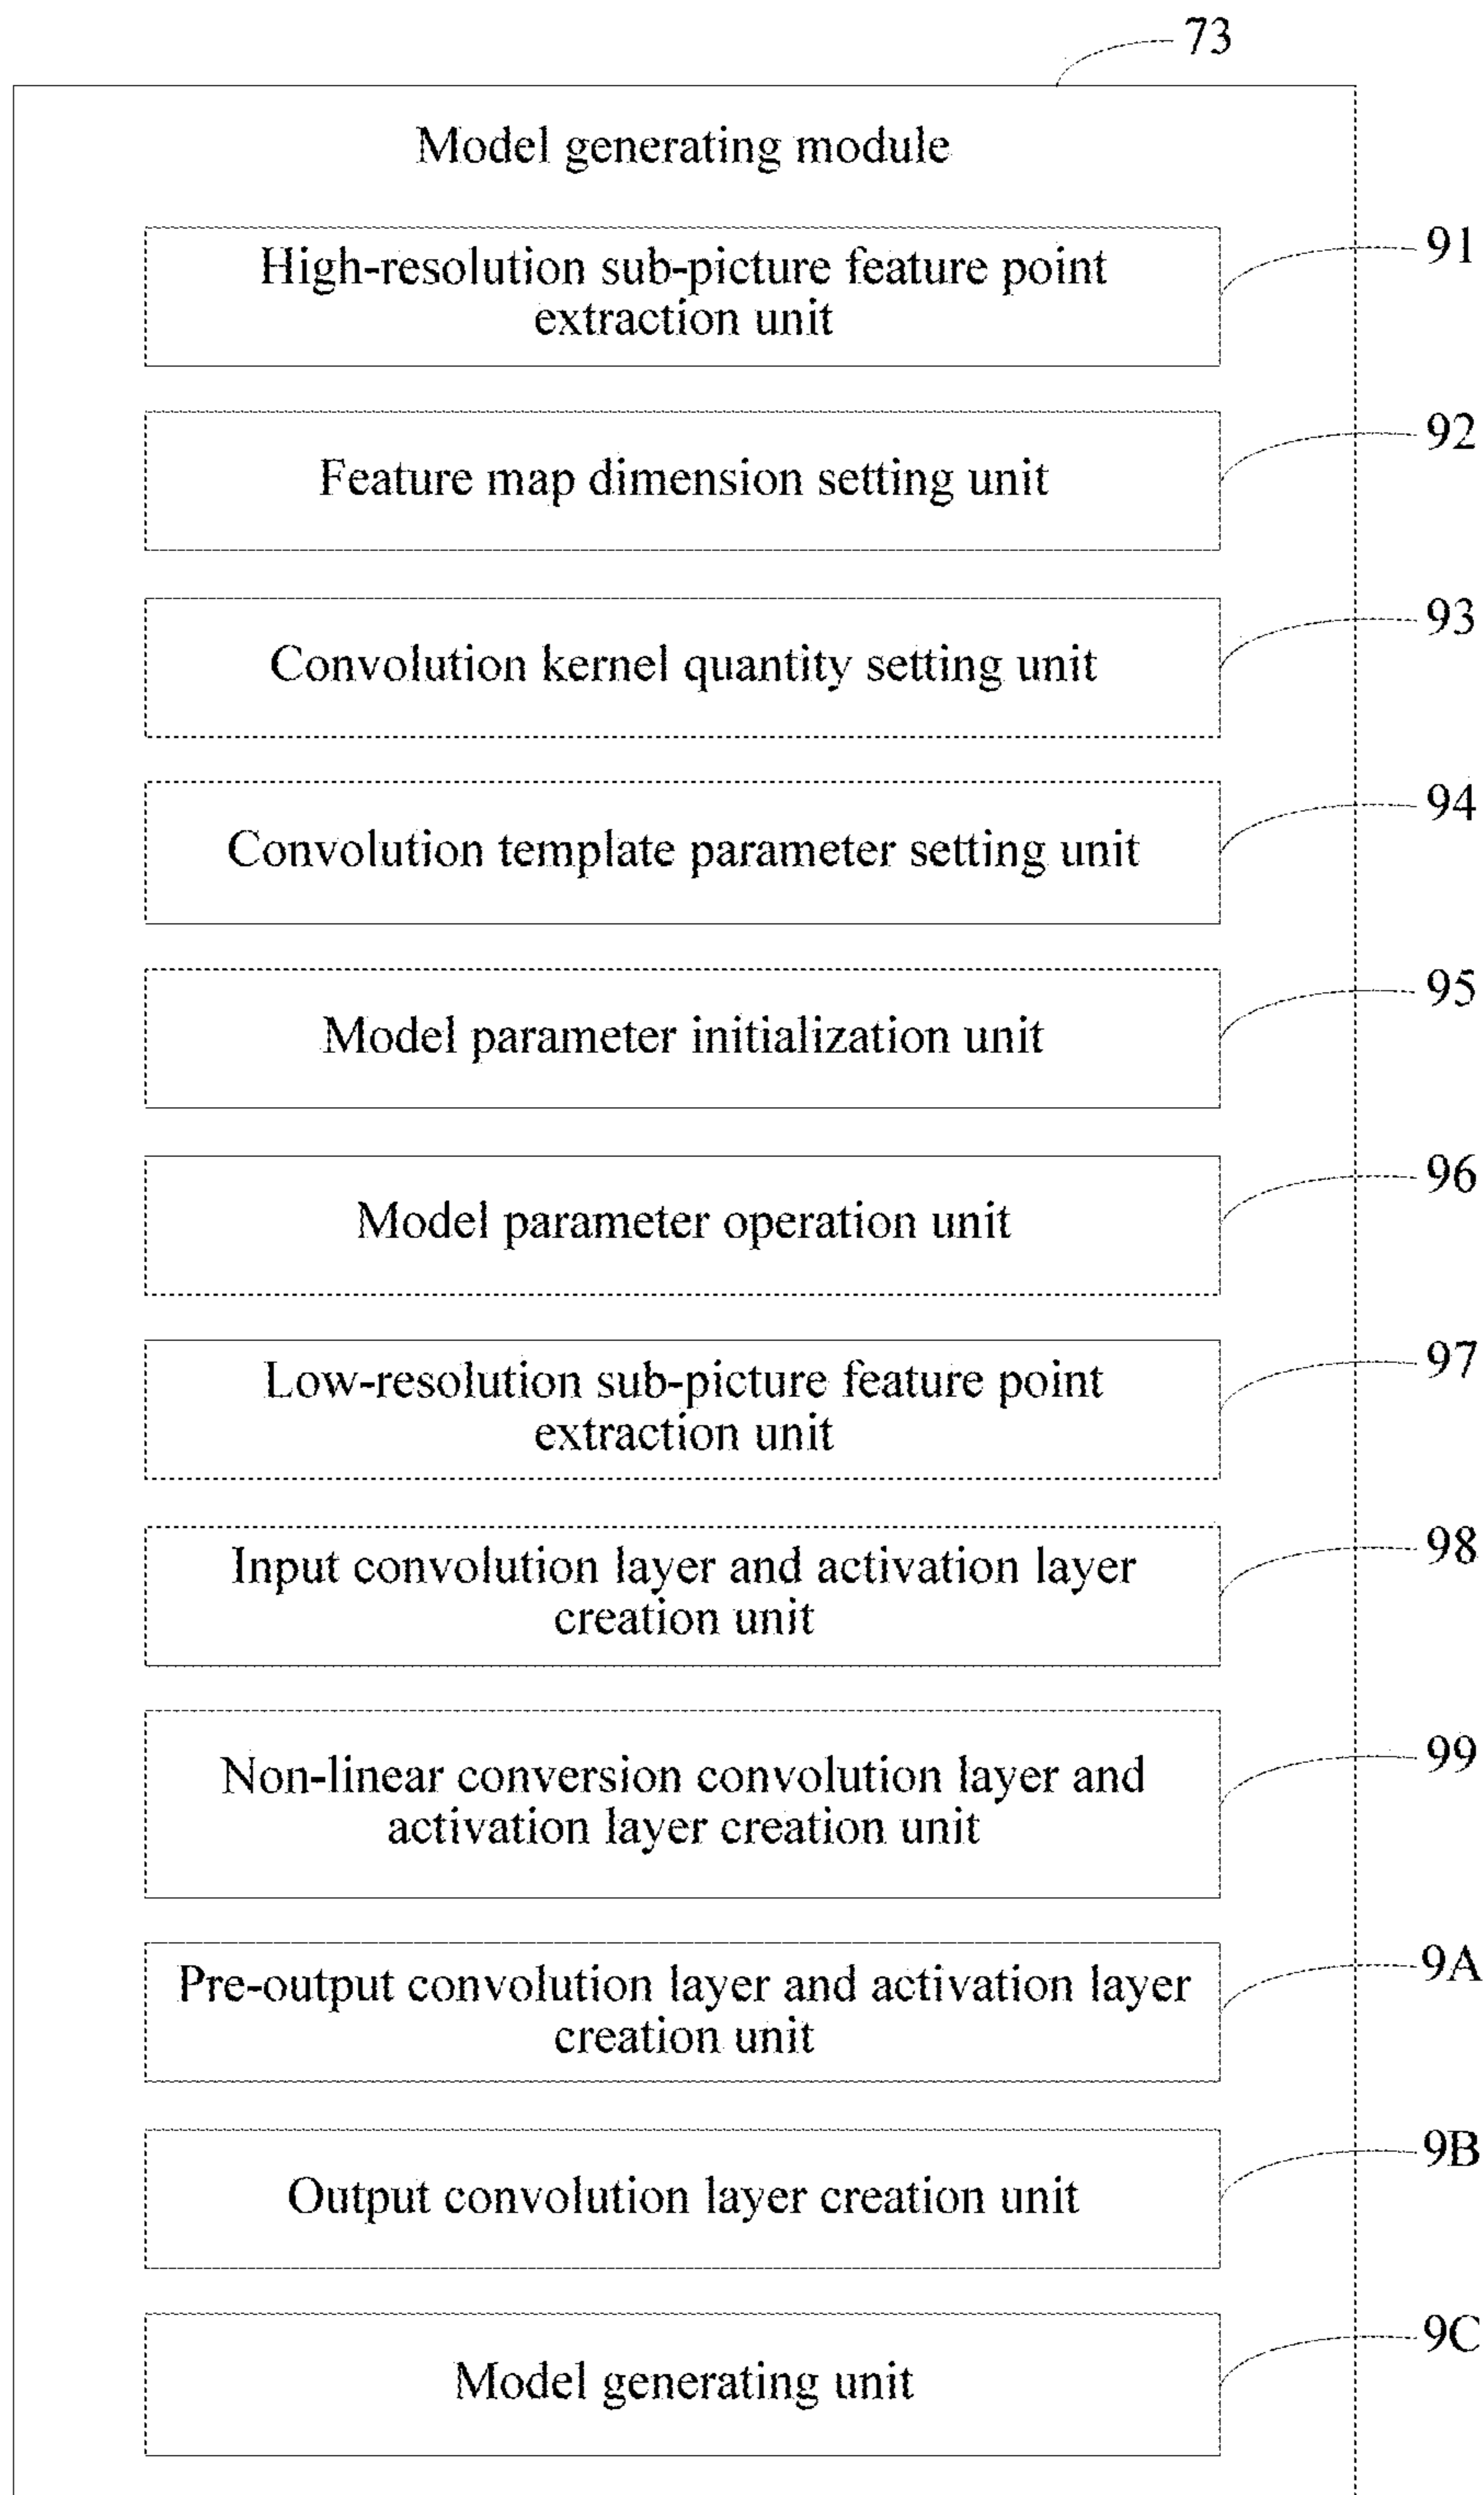 73
Model generating module
High-resolution sub-picture feature point
extraction unit
91
Feature map dimension setting unit
92
Convolution kernel quantity setting unit
93
Convolution template parameter setting unit
94
Model parameter initialization unit
95
Model parameter operation unit
96
Low-resolution sub-picture feature point
extraction unit
97
Input convolution layer and activation layer
creation unit
98
Non-linear conversion convolution layer and
activation layer creation unit
99
Pre-output convolution layer and activation layer
creation unit
9A
Output convolution layer creation unit
9B
Model generating unit
9C